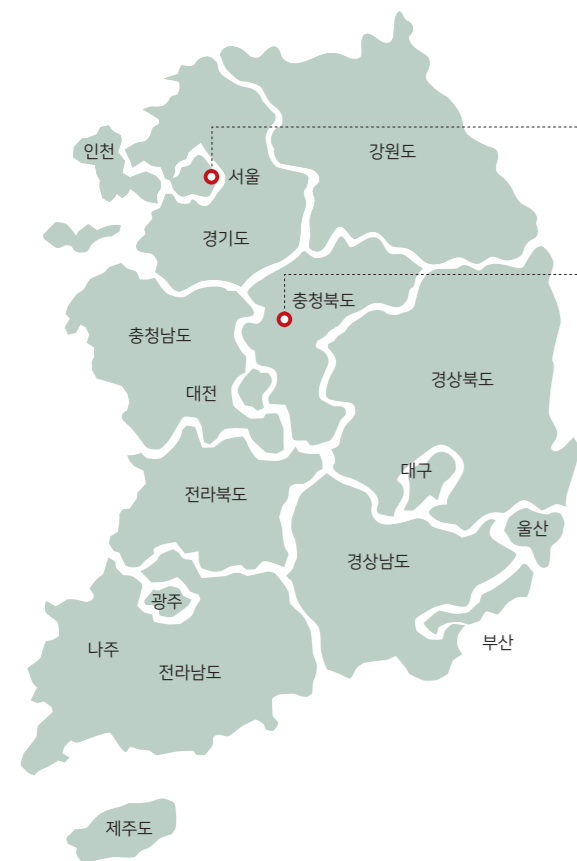 인천
강원도
서울
경기도
충청북도
충청남도
경상북도
대전
대구
전라북도
울산
경상남도
광주
부산
나주
전라남도
제주도